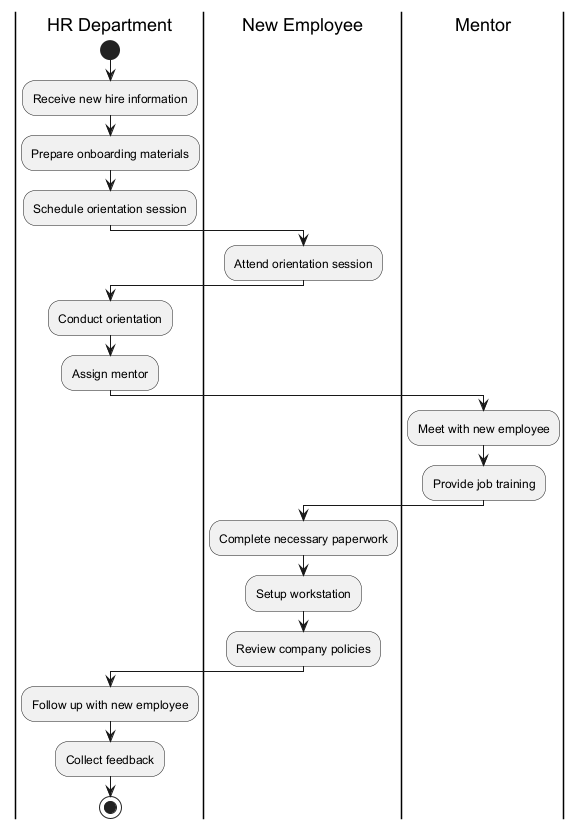 HR Department
New Employee
Mentor
Receive new hire information
Prepare onboarding materials
Schedule orientation session
Attend orientation session
Conduct orientation
Assign mentor
Meet with new employee
Provide job training
Complete necessary paperwork
Setup workstation
Review company policies
Follow up with new employee
Collect feedback